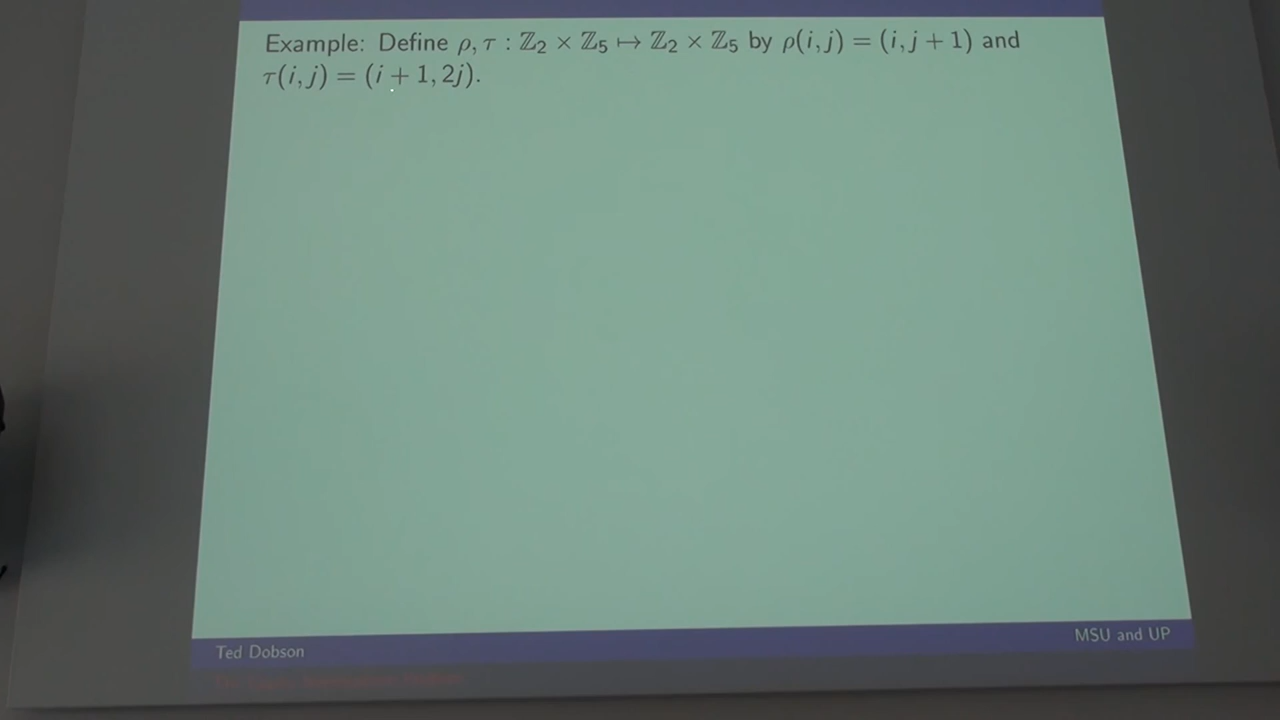 Example: Define ρ, τ : ℤ₂ × ℤ₅ ↦ ℤ₂ × ℤ₅ by ρ(i, j) = (i, j + 1) and
τ(i, j) = (i + 1, 2j).
Ted Dobson
MSU and UP